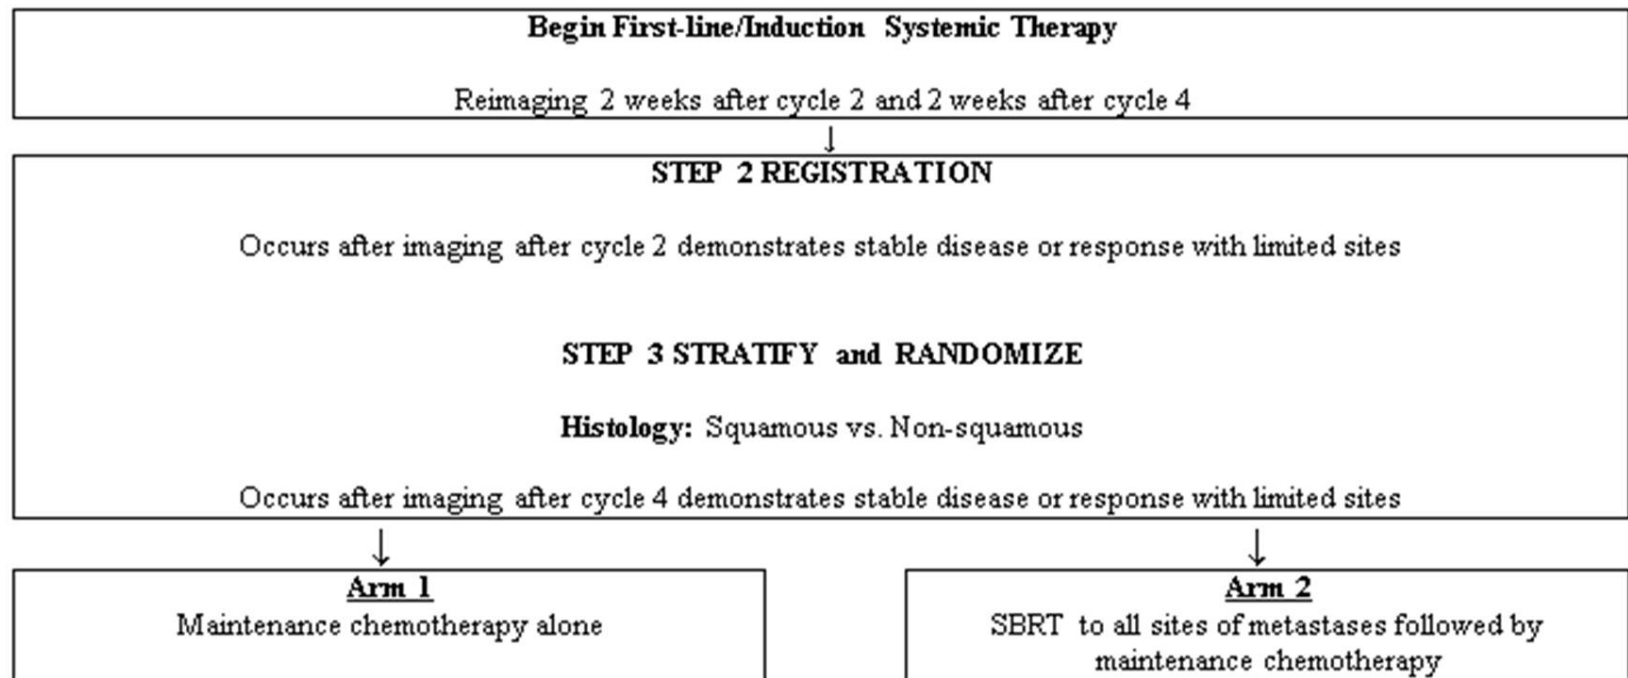 Begin First-line/Induction Systemic Therapy
Reimaging 2 weeks after cycle 2 and 2 weeks after cycle 4
STEP 2 REGISTRATION
Occurs after imaging after cycle 2 demonstrates stable disease or response with limited sites
STEP 3 STRATIFY and RANDOMIZE
Histology: Squamous vs. Non-squamous
Occurs after imaging after cycle 4 demonstrates stable disease or response with limited sites
Arm 1
Maintenance chemotherapy alone
Arm 2
SBRT to all sites of metastases followed by
maintenance chemotherapy